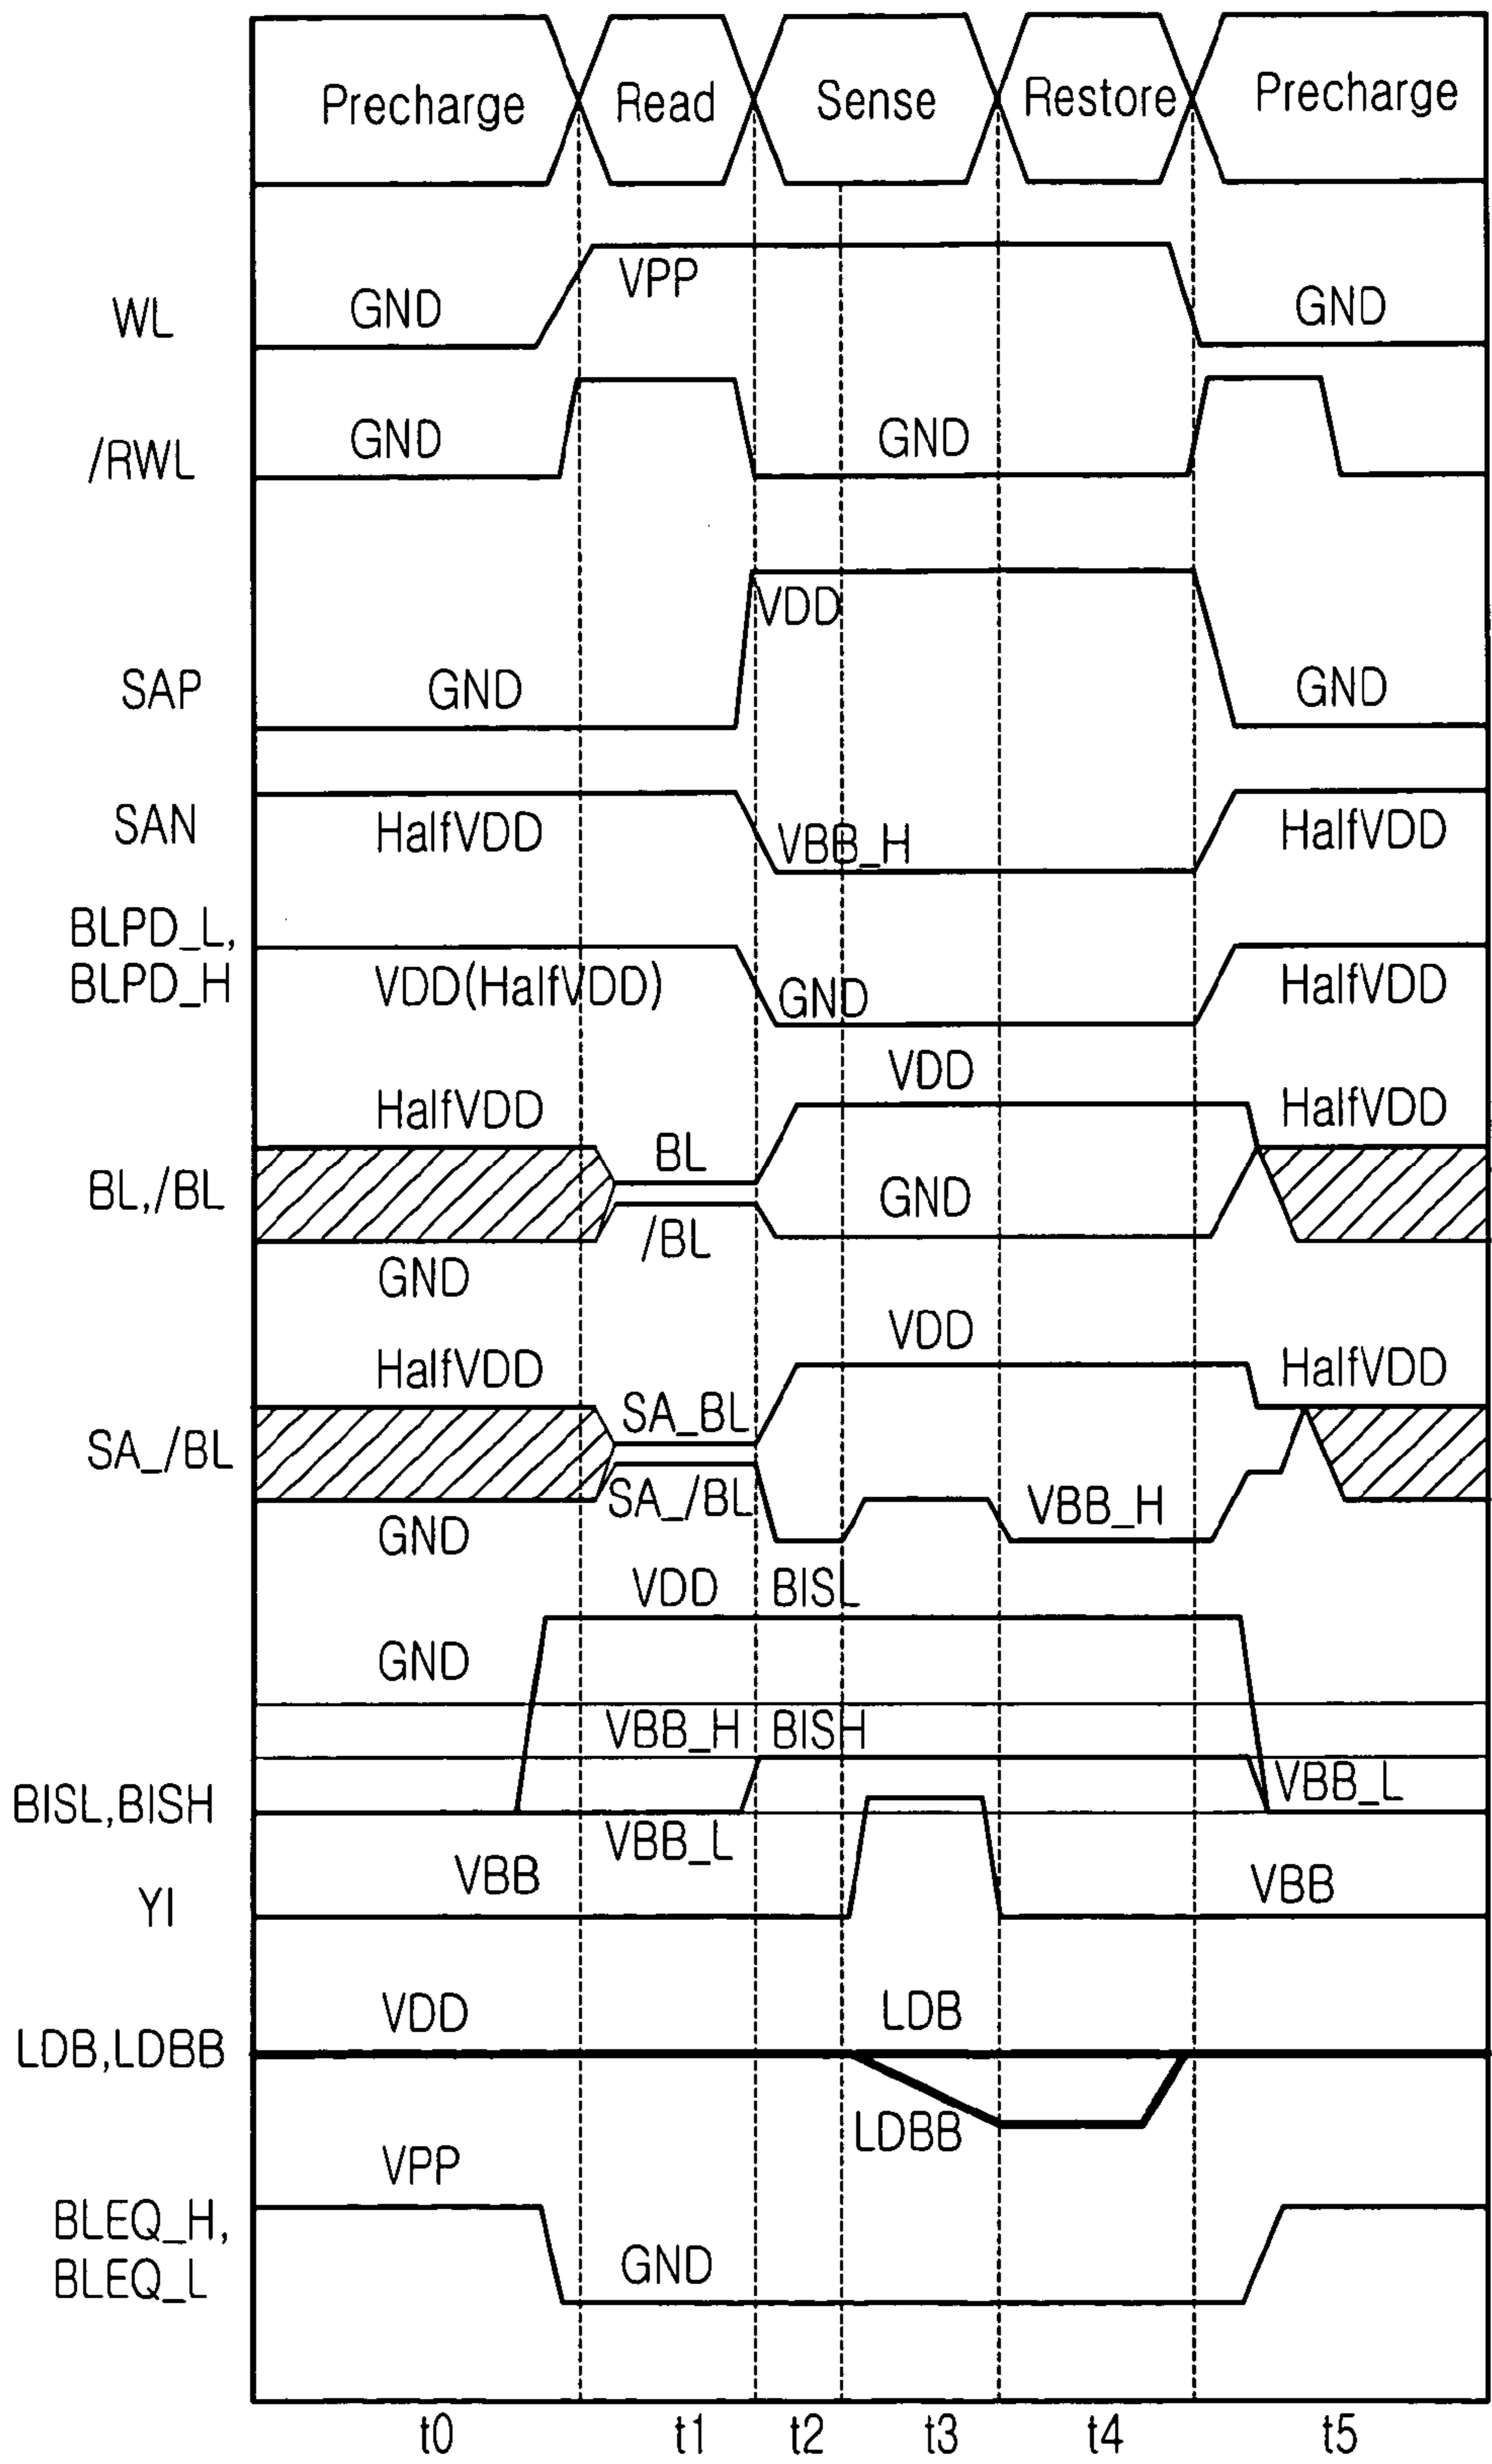 Precharge Read Sense Restore Precharge
VPP
WL GND GND
/RWL GND GND
VDD
SAP GND GND
SAN HalfVDD VBB_H HalfVDD
BLPD_L,
BLPD_H VDD(HalfVDD) GND HalfVDD
VDD
HalfVDD HalfVDD
BL
BL,/BL GND
/BL
GND
VDD
HalfVDD HalfVDD
SA_BL
SA_/BL
SA_/BL VBB_H
GND
VDD BISL
GND
VBB_H BISH
BISL,BISH VBB_L
VBB_L
YI VBB VBB
VDD LDB
LDB,LDBB
LDBB
VPP
BLEQ_H,
BLEQ_L GND
t0 t1 t2 t3 t4 t5